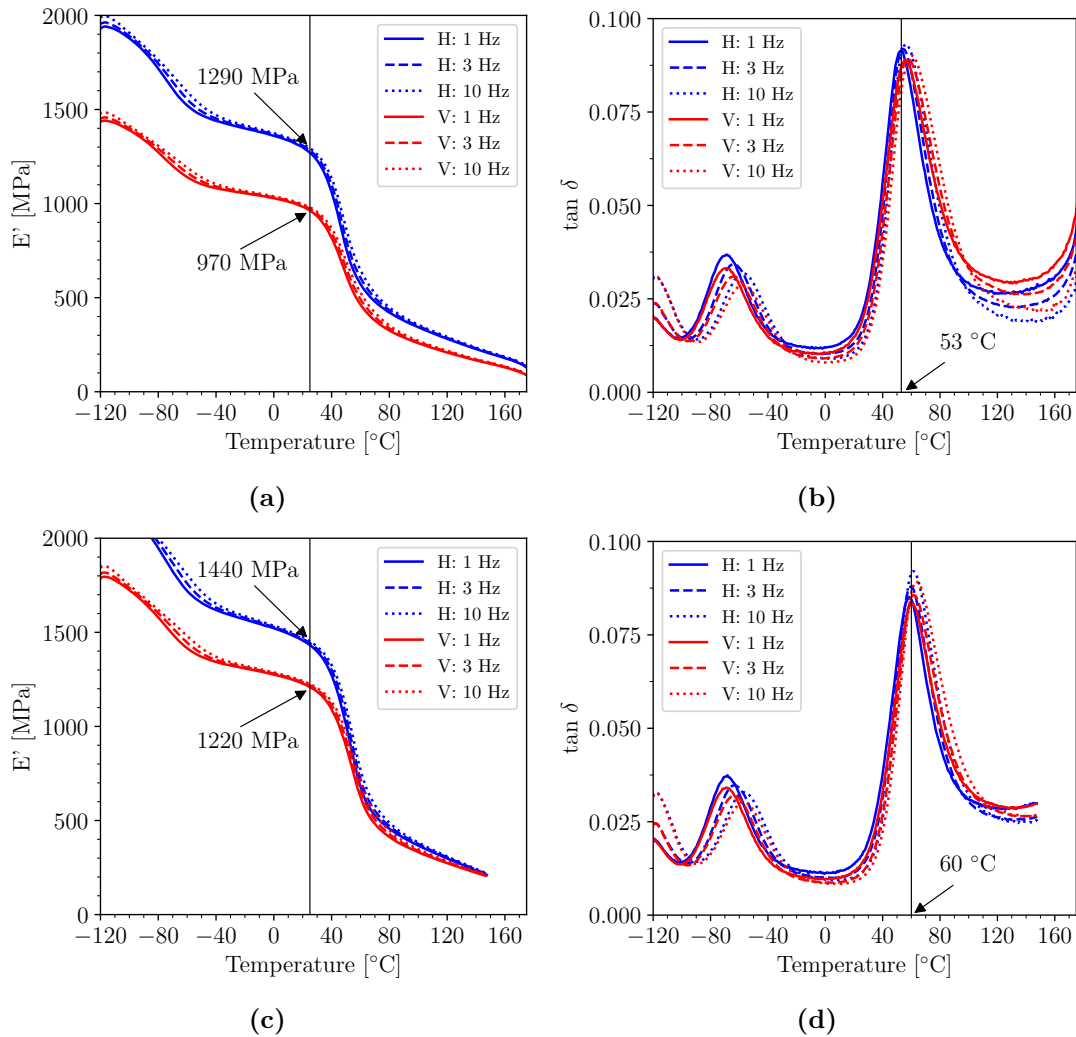 2000
1500
1000
500
0
E' [MPa]
1290 MPa
970 MPa
H: 1 Hz
H: 3 Hz
H: 10 Hz
V: 1 Hz
V: 3 Hz
V: 10 Hz
−120 −80 −40 0 40 80 120 160
Temperature [°C]
(a)
0.100
0.075
0.050
0.025
0.000
tan δ
H: 1 Hz
H: 3 Hz
H: 10 Hz
V: 1 Hz
V: 3 Hz
V: 10 Hz
53 °C
−120 −80 −40 0 40 80 120 160
Temperature [°C]
(b)
2000
1500
1000
500
0
E' [MPa]
1440 MPa
1220 MPa
H: 1 Hz
H: 3 Hz
H: 10 Hz
V: 1 Hz
V: 3 Hz
V: 10 Hz
−120 −80 −40 0 40 80 120 160
Temperature [°C]
(c)
0.100
0.075
0.050
0.025
0.000
tan δ
H: 1 Hz
H: 3 Hz
H: 10 Hz
V: 1 Hz
V: 3 Hz
V: 10 Hz
60 °C
−120 −80 −40 0 40 80 120 160
Temperature [°C]
(d)